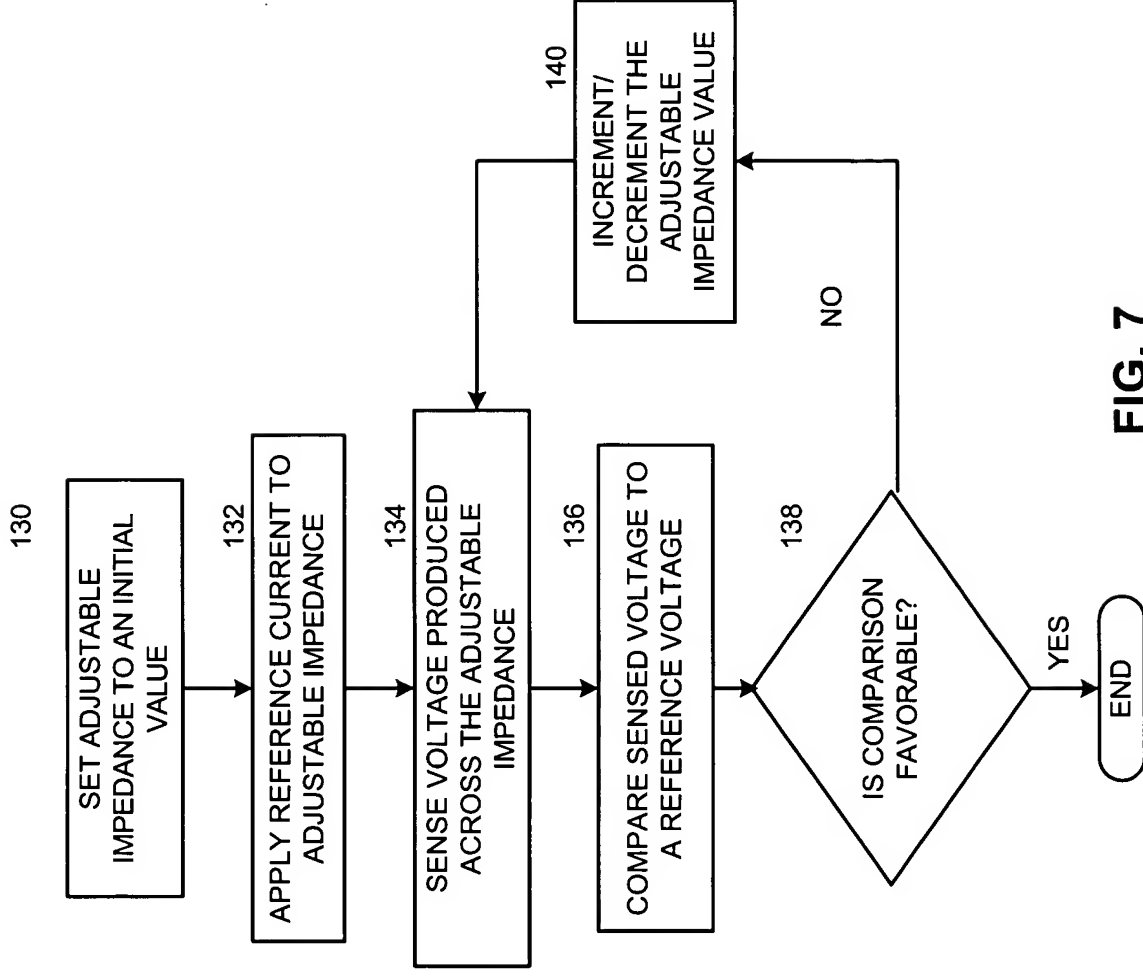 130
SET ADJUSTABLE
IMPEDANCE TO AN INITIAL
VALUE
132
APPLY REFERENCE CURRENT TO
ADJUSTABLE IMPEDANCE
134
SENSE VOLTAGE PRODUCED
ACROSS THE ADJUSTABLE
IMPEDANCE
136
COMPARE SENSED VOLTAGE TO
A REFERENCE VOLTAGE
138
IS COMPARISON
FAVORABLE?
YES
END
NO
140
INCREMENT/
DECREMENT THE
ADJUSTABLE
IMPEDANCE VALUE
FIG. 7